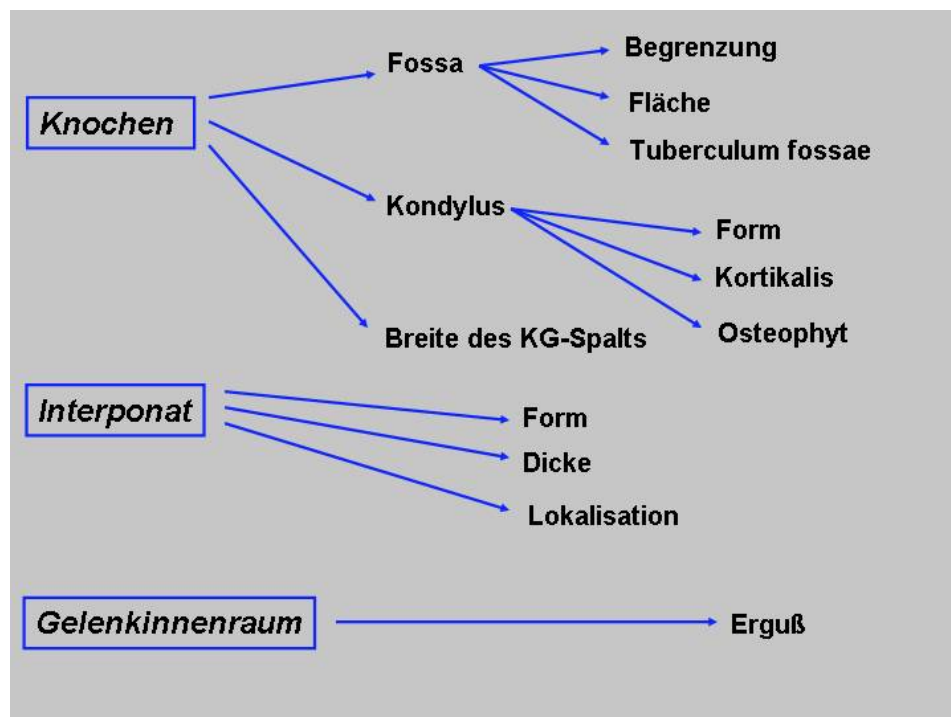 Knochen
Fossa
Begrenzung
Fläche
Tuberculum fossae
Kondylus
Form
Kortikalis
Osteophyt
Breite des KG-Spalts
Interponat
Form
Dicke
Lokalisation
Gelenkinnenraum
Erguß